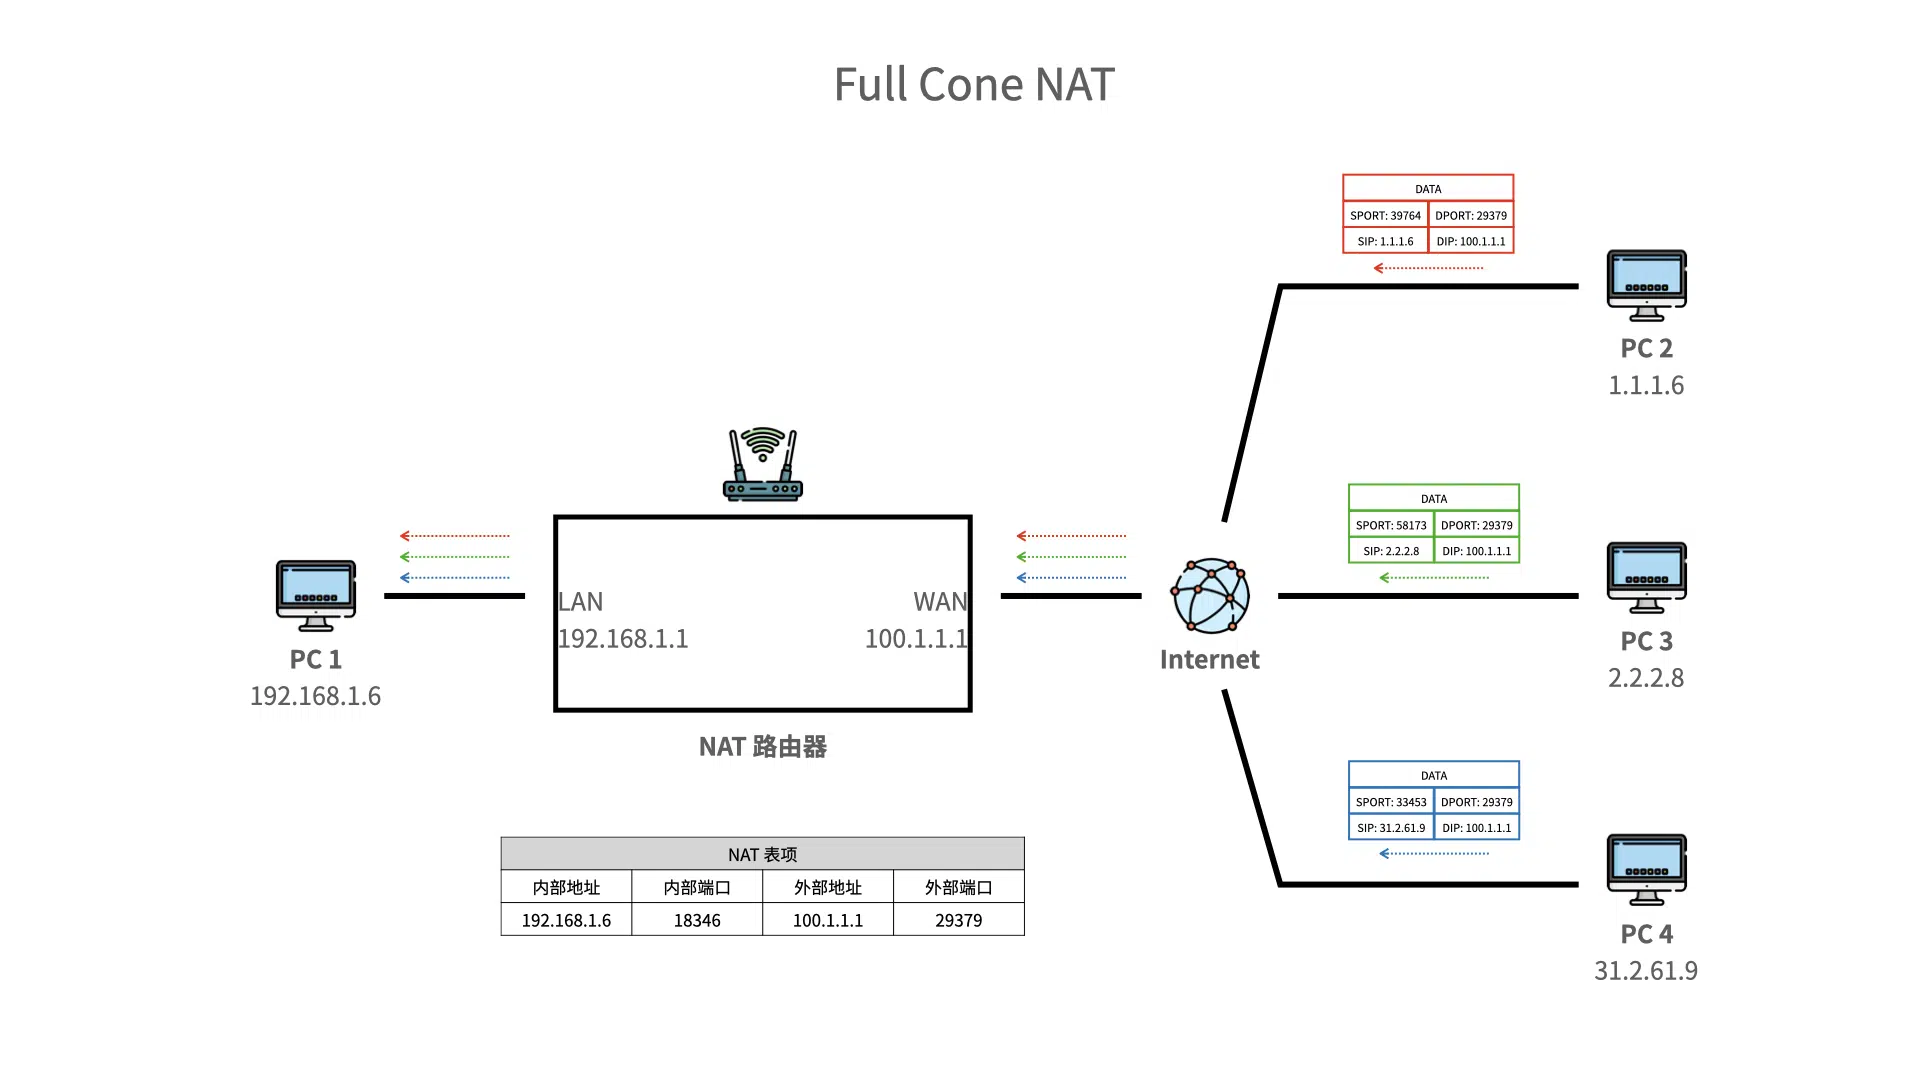 Full Cone NAT
DATA
SPORT: 39764 DPORT: 29379
SIP: 1.1.1.6 DIP: 100.1.1.1
PC 2
1.1.1.6
DATA
SPORT: 58173 DPORT: 29379
SIP: 2.2.2.8 DIP: 100.1.1.1
PC 3
2.2.2.8
LAN
192.168.1.1
WAN
100.1.1.1
PC 1
192.168.1.6
Internet
NAT 路由器
DATA
SPORT: 33453 DPORT: 29379
SIP: 31.2.61.9 DIP: 100.1.1.1
PC 4
31.2.61.9
NAT 表项
内部地址 内部端口 外部地址 外部端口
192.168.1.6 18346 100.1.1.1 29379